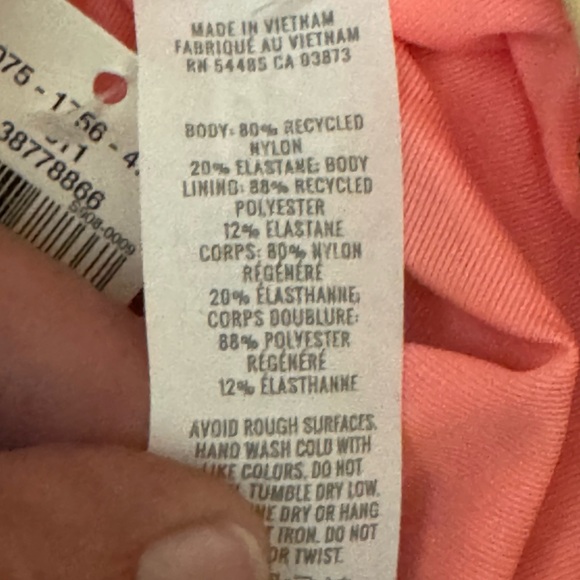 MADE IN VIETNAM
FABRIQUÉ AU VIETNAM
RN 54485 CA 03873
BODY: 80% RECYCLED
NYLON
20% ELASTANE; BODY
LINING: 88% RECYCLED
POLYESTER
12% ELASTANE
CORPS: 80% NYLON
RÉGÉNÉRÉ
20% ÉLASTHANNE;
CORPS DOUBLURE:
88% POLYESTER
RÉGÉNÉRÉ
12% ÉLASTHANNE
AVOID ROUGH SURFACES.
HAND WASH COLD WITH
LIKE COLORS. DO NOT
TUMBLE DRY LOW.
DRY OR HANG
IRON. DO NOT
OR TWIST.
38778866
5608-0009